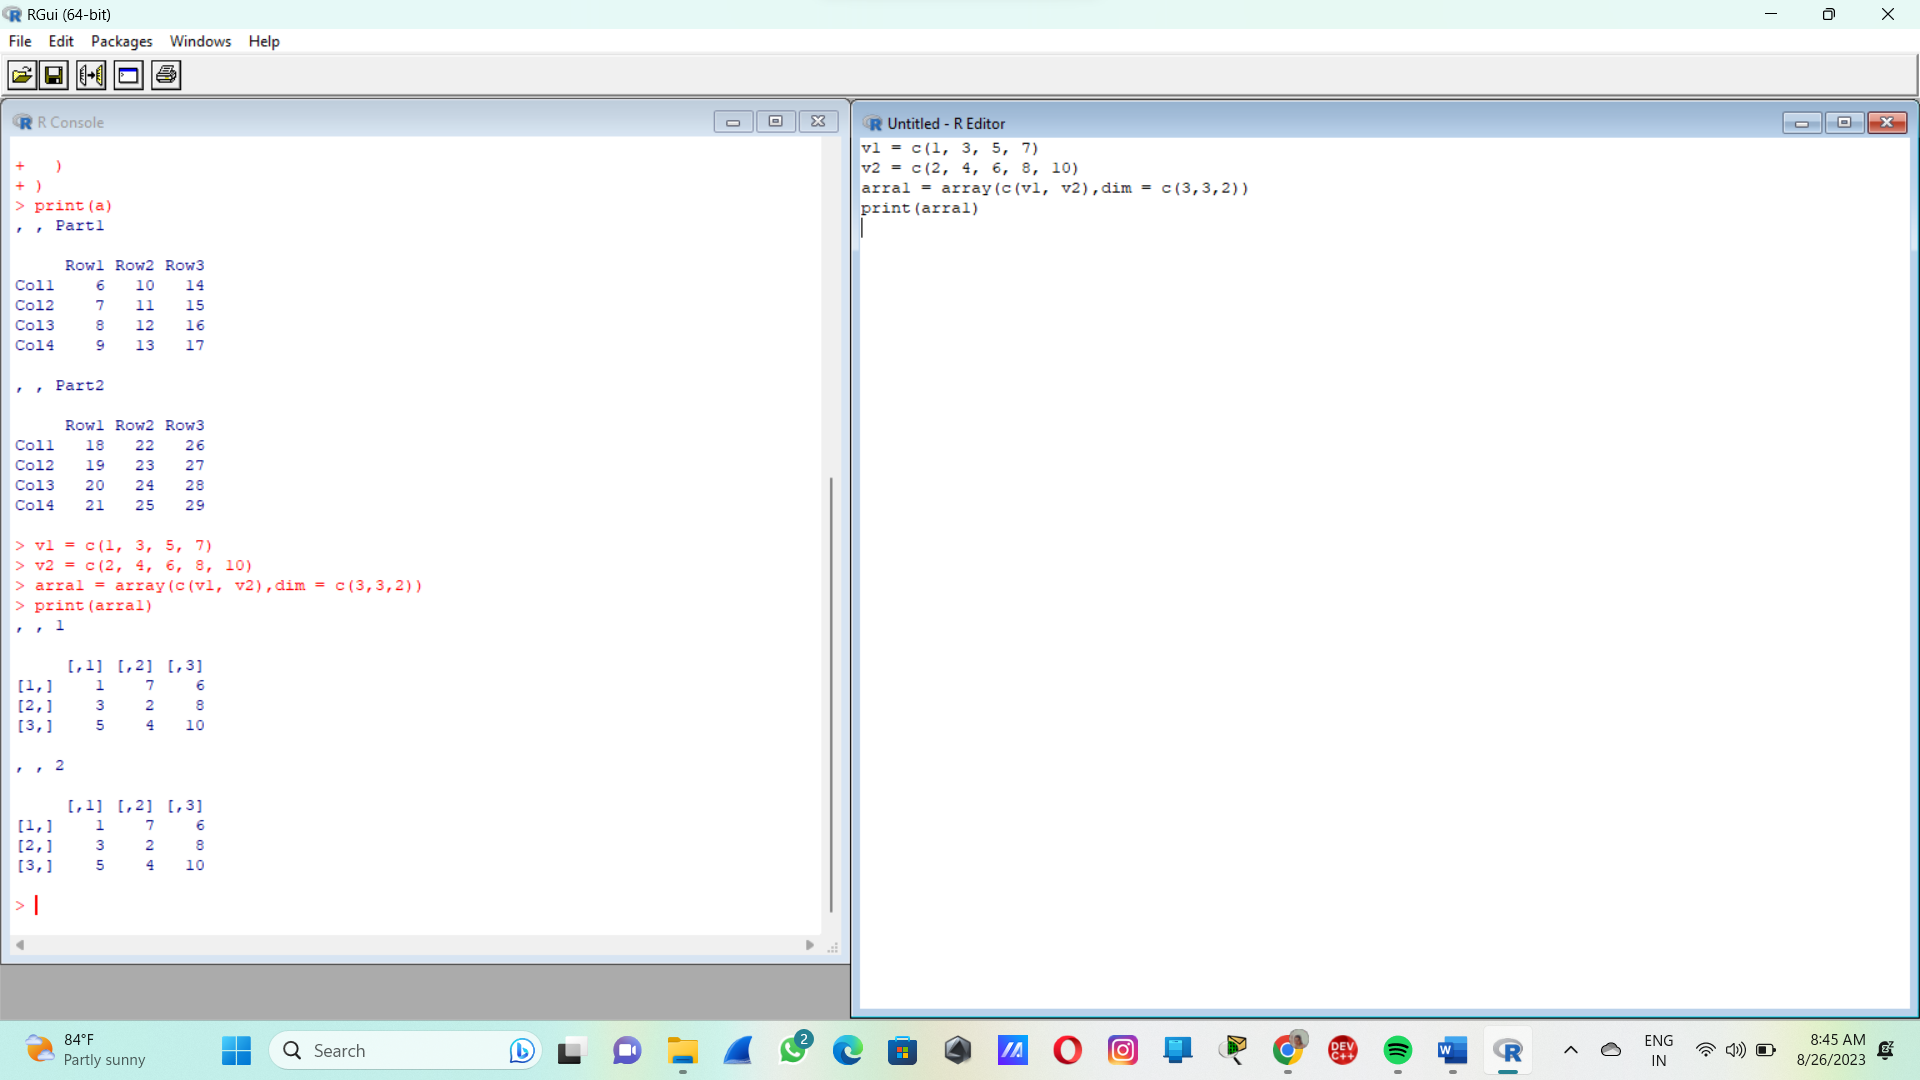 RGui (64-bit)
File Edit Packages Windows Help
R Console
+    )
+ )
> print(a)
, , Part1
     Row1 Row2 Row3
Col1    6   10   14
Col2    7   11   15
Col3    8   12   16
Col4    9   13   17
, , Part2
     Row1 Row2 Row3
Col1   18   22   26
Col2   19   23   27
Col3   20   24   28
Col4   21   25   29
> v1 = c(1, 3, 5, 7)
> v2 = c(2, 4, 6, 8, 10)
> arra1 = array(c(v1, v2),dim = c(3,3,2))
> print(arra1)
, , 1
     [,1] [,2] [,3]
[1,]    1    7    6
[2,]    3    2    8
[3,]    5    4   10
, , 2
     [,1] [,2] [,3]
[1,]    1    7    6
[2,]    3    2    8
[3,]    5    4   10
>
Untitled - R Editor
v1 = c(1, 3, 5, 7)
v2 = c(2, 4, 6, 8, 10)
arra1 = array(c(v1, v2),dim = c(3,3,2))
print(arra1)
84°F
Partly sunny
Search
2
DEV C++
W
R
ENG
IN
8:45 AM
8/26/2023